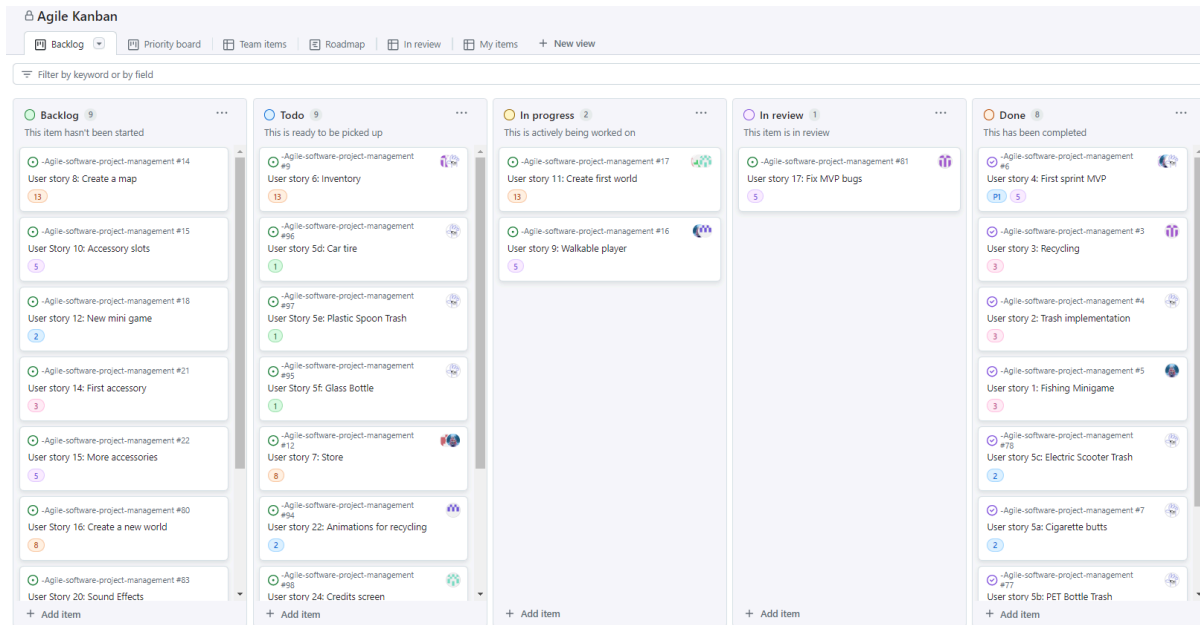 Agile Kanban
Backlog
Priority board
Team items
Roadmap
In review
My items
+ New view
Filter by keyword or by field
Backlog 9 ...
This item hasn't been started
-Agile-software-project-management #14
User story 8: Create a map
13
-Agile-software-project-management #15
User Story 10: Accessory slots
5
-Agile-software-project-management #18
User story 12: New mini game
2
-Agile-software-project-management #21
User story 14: First accessory
3
-Agile-software-project-management #22
User story 15: More accessories
5
-Agile-software-project-management #80
User Story 16: Create a new world
8
-Agile-software-project-management #83
User Story 20: Sound Effects
+ Add item
Todo 9 ...
This is ready to be picked up
-Agile-software-project-management
#9
User story 6: Inventory
13
-Agile-software-project-management
#96
User story 5d: Car tire
1
-Agile-software-project-management
#97
User Story 5e: Plastic Spoon Trash
1
-Agile-software-project-management
#95
User Story 5f: Glass Bottle
1
-Agile-software-project-management
#12
User story 7: Store
8
-Agile-software-project-management
#94
User story 22: Animations for recycling
2
-Agile-software-project-management
#98
User story 24: Credits screen
+ Add item
In progress 2 ...
This is actively being worked on
-Agile-software-project-management #17
User story 11: Create first world
13
-Agile-software-project-management #16
User story 9: Walkable player
5
+ Add item
In review 1 ...
This item is in review
-Agile-software-project-management #81
User story 17: Fix MVP bugs
5
+ Add item
Done 8 ...
This has been completed
-Agile-software-project-management
#6
User story 4: First sprint MVP
P1 5
-Agile-software-project-management #3
User story 3: Recycling
3
-Agile-software-project-management #4
User story 2: Trash implementation
3
-Agile-software-project-management #5
User story 1: Fishing Minigame
3
-Agile-software-project-management
#78
User story 5c: Electric Scooter Trash
2
-Agile-software-project-management #7
User story 5a: Cigarette butts
2
-Agile-software-project-management
#77
User story 5b: PET Bottle Trash
+ Add item